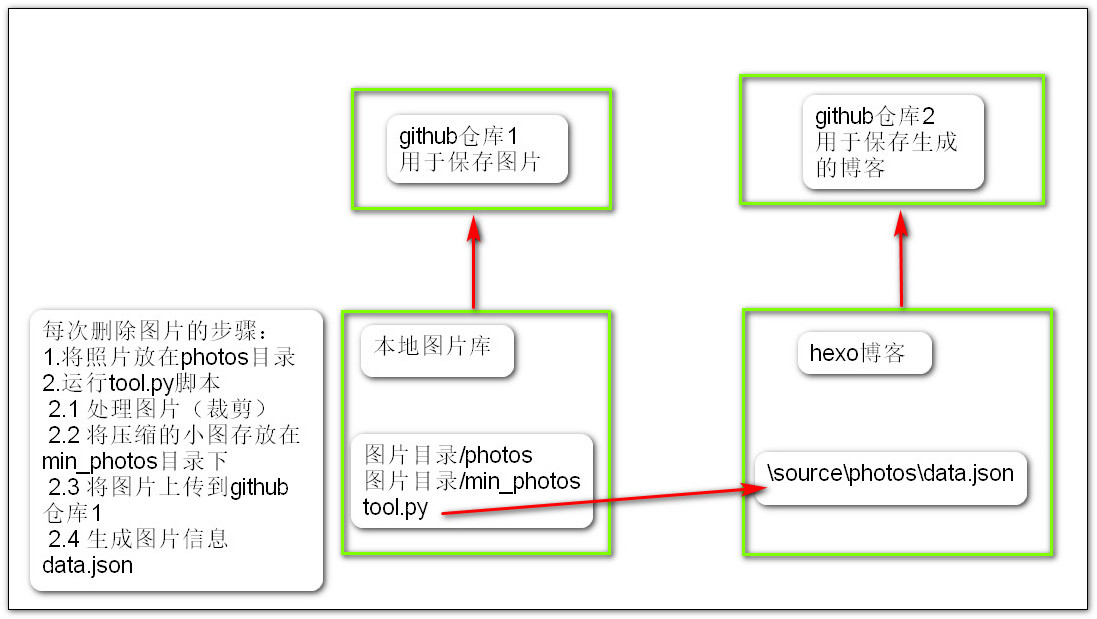 github仓库1
用于保存图片
github仓库2
用于保存生成
的博客
每次删除图片的步骤：
1.将照片放在photos目录
2.运行tool.py脚本
2.1 处理图片（裁剪）
2.2 将压缩的小图存放在
min_photos目录下
2.3 将图片上传到github
仓库1
2.4 生成图片信息
data.json
本地图片库
图片目录/photos
图片目录/min_photos
tool.py
hexo博客
\source\photos\data.json